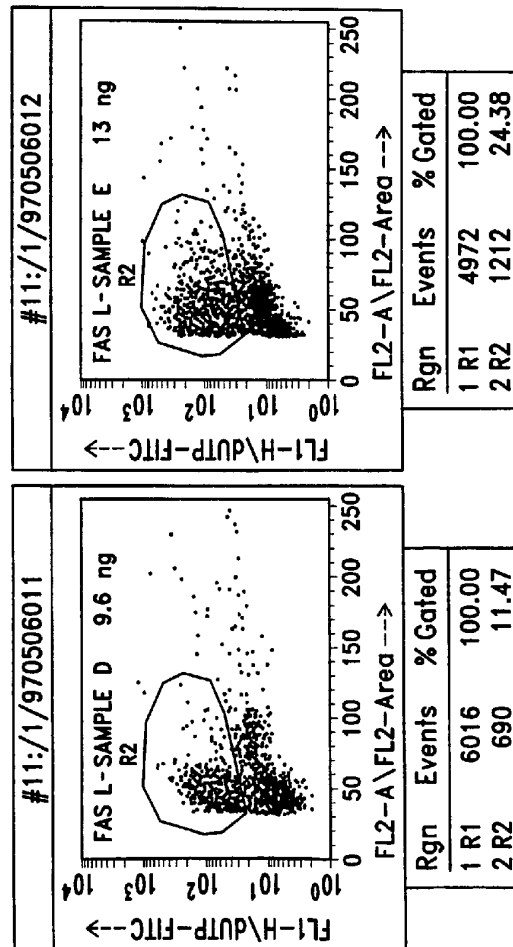 #11:/1/970506011
FAS L-SAMPLE D 9.6 ng
R2
10⁴
10³
10²
10¹
10⁰
FL1-H\dUTP-FITC--->
0 50 100 150 200 250
FL2-A\FL2-Area --->
Rgn Events % Gated
1 R1 6016 100.00
2 R2 690 11.47
#11:/1/970506012
FAS L-SAMPLE E 13 ng
R2
10⁴
10³
10²
10¹
10⁰
FL1-H\dUTP-FITC--->
0 50 100 150 200 250
FL2-A\FL2-Area --->
Rgn Events % Gated
1 R1 4972 100.00
2 R2 1212 24.38